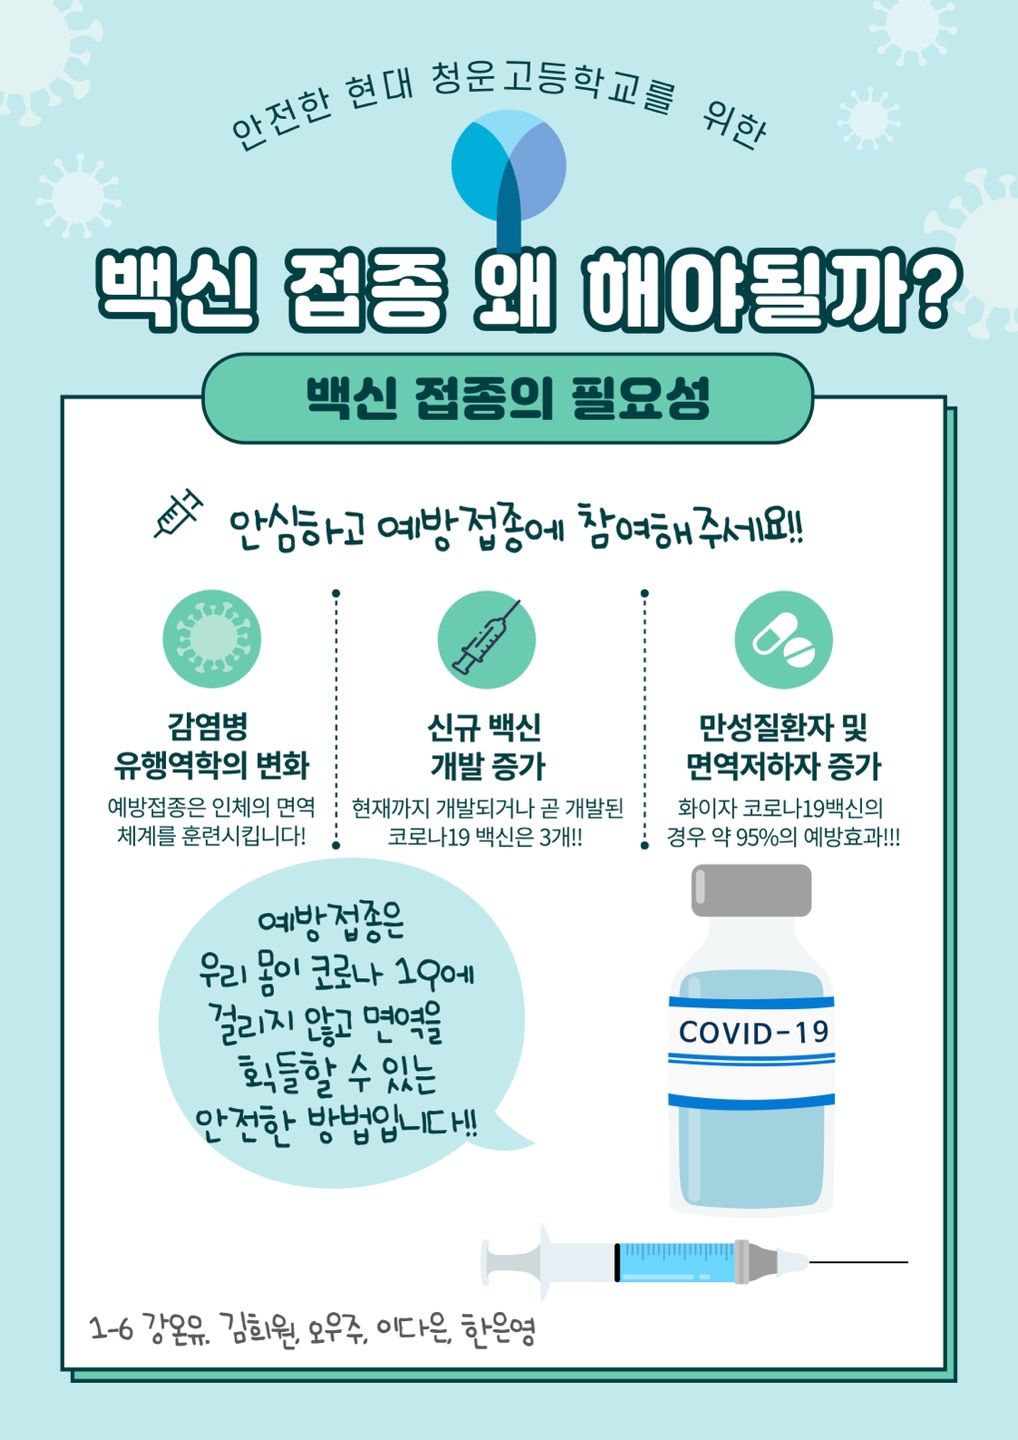 안전한 현대 청운고등학교를 위한
백신 접종 왜 해야될까?
백신 접종의 필요성
안심하고 예방접종에 참여해주세요!!
감염병
유행역학의 변화
예방접종은 인체의 면역
체계를 훈련시킵니다!
신규 백신
개발 증가
현재까지 개발되거나 곧 개발된
코로나19 백신은 3개!!
만성질환자 및
면역저하자 증가
화이자 코로나19백신의
경우 약 95%의 예방효과!!!
예방접종은
우리 몸이 코로나 19에
걸리지 않고 면역을
획득할 수 있는
안전한 방법입니다!!
COVID-19
1-6 강온유, 김희원, 오우주, 이다은, 한은영